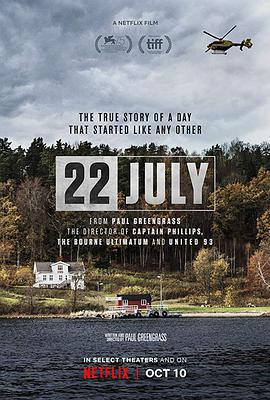 A NETFLIX FILM
tiff
THE TRUE STORY OF A DAY
THAT STARTED LIKE ANY OTHER
22 JULY
FROM PAUL GREENGRASS
THE DIRECTOR OF CAPTAIN PHILLIPS,
THE BOURNE ULTIMATUM AND UNITED 93
WRITTEN AND
DIRECTED BY PAUL GREENGRASS
IN SELECT THEATERS AND ON
NETFLIX | OCT 10